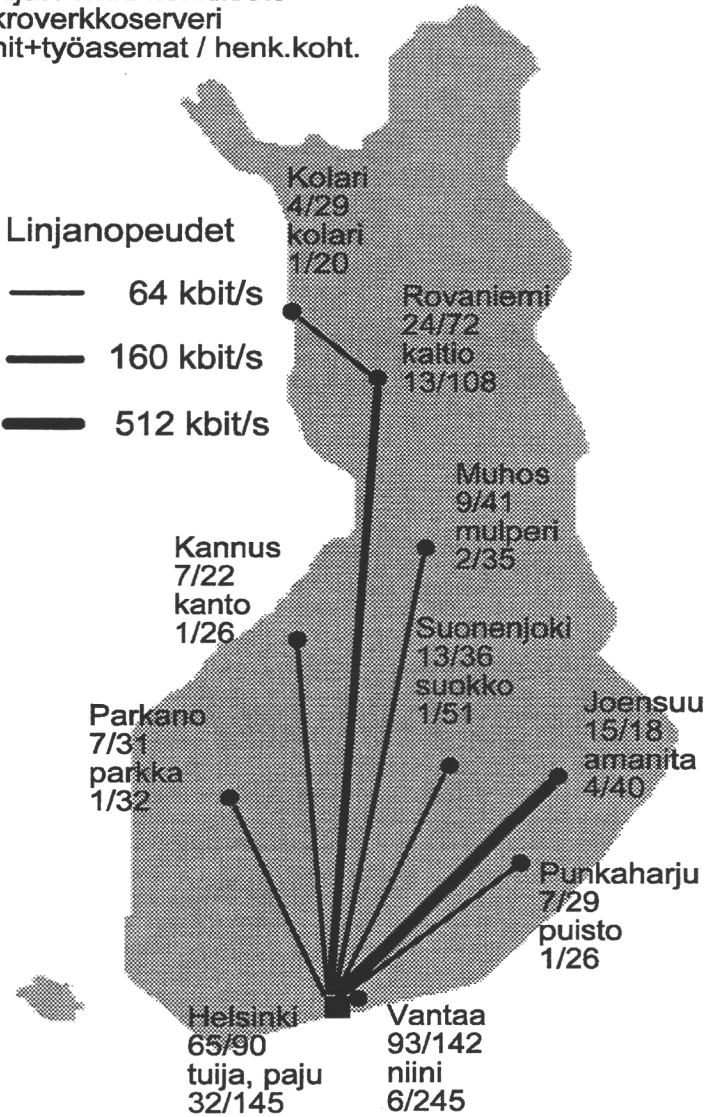 kroverkkoserveri
nit+työasemat / henk.koht.
Linjanopeudet
64 kbit/s
160 kbit/s
512 kbit/s
Kolari
4/29
kolari
1/20
Rovaniemi
24/72
kaltio
13/108
Muhos
9/41
mulperi
2/35
Kannus
7/22
kanto
1/26
Suonenjoki
13/36
suokko
1/51
Parkano
7/31
parkka
1/32
Joensuu
15/18
amanita
4/40
Punkaharju
7/29
puisto
1/26
Helsinki
65/90
tuija, paju
32/145
Vantaa
93/142
niini
6/245